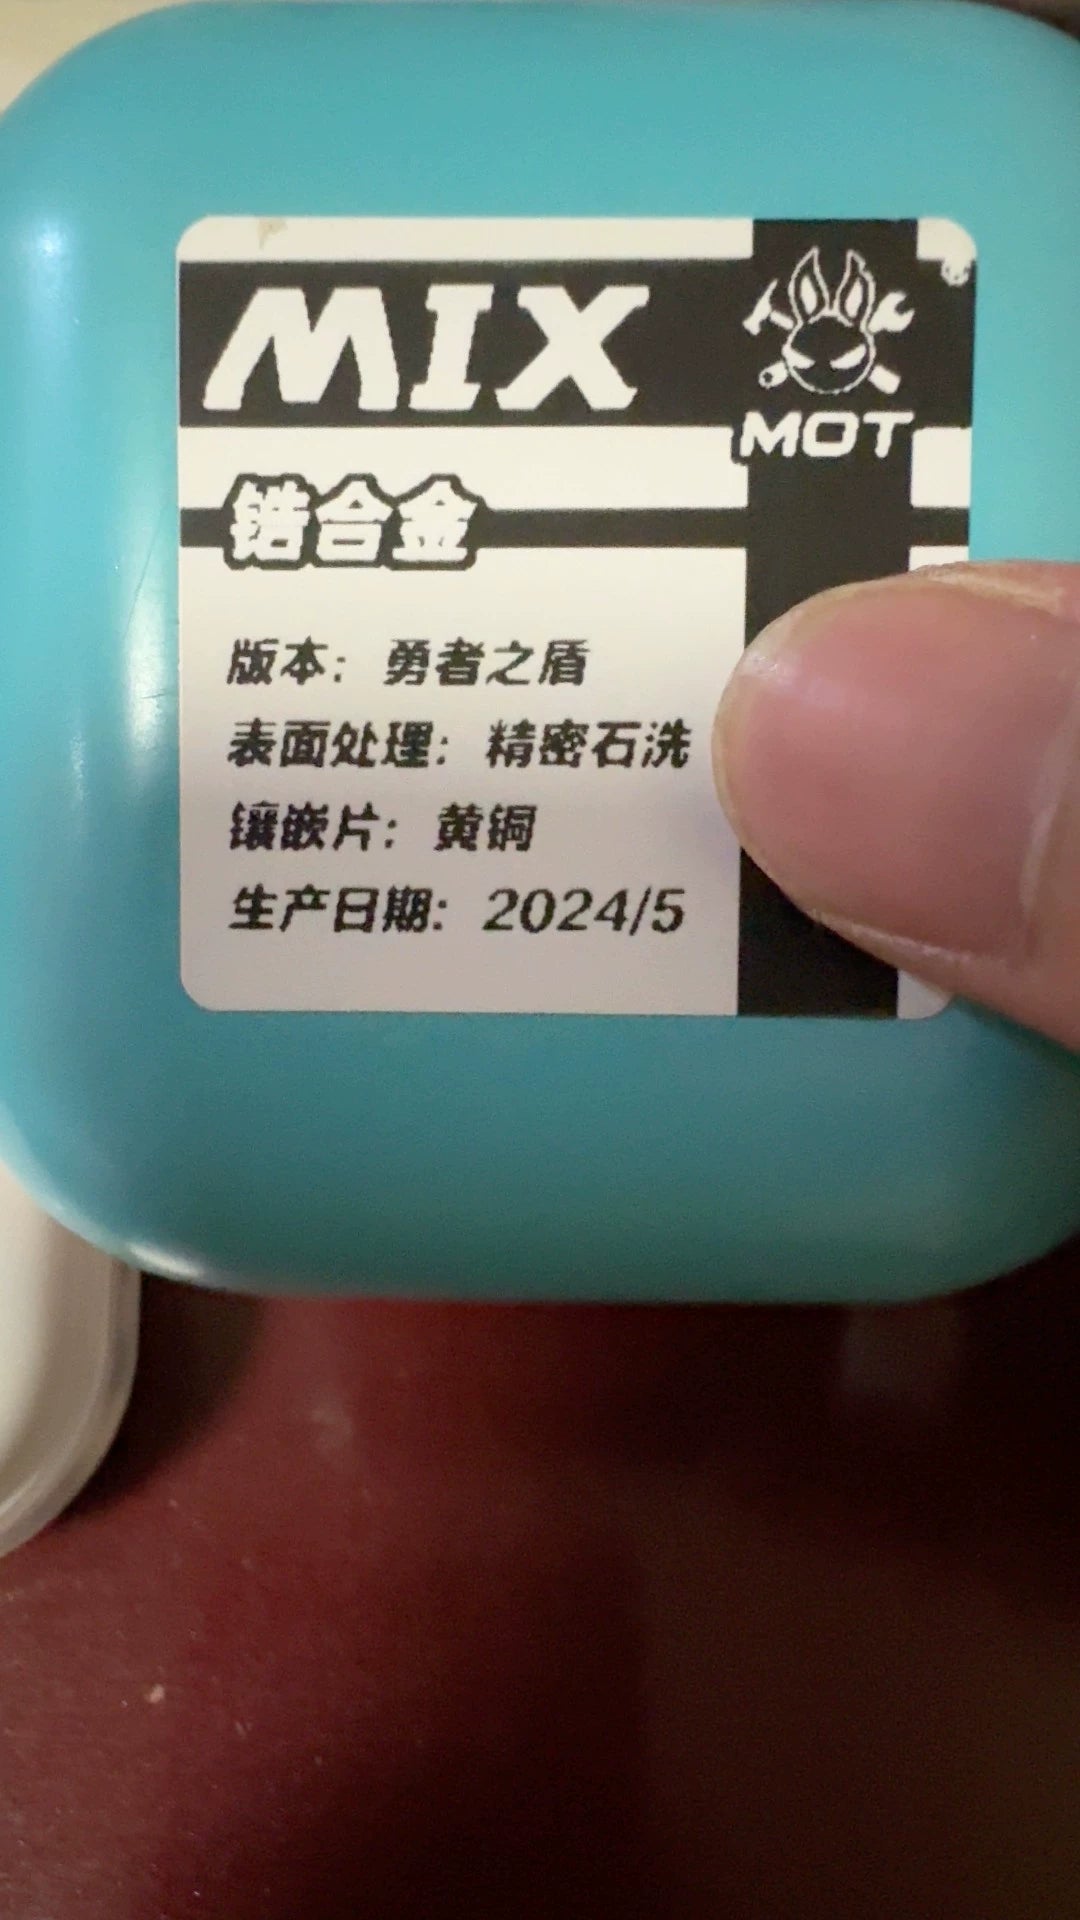 MIX
MOT
锆合金
版本：勇者之盾
表面处理：精密石洗
镶嵌片：黄铜
生产日期：2024/5